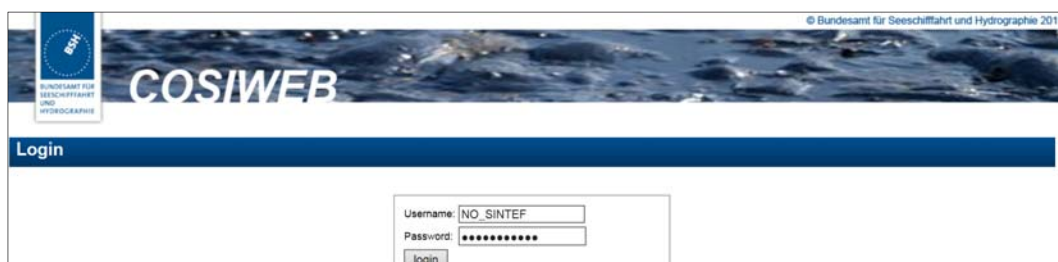 © Bundesamt für Seeschifffahrt und Hydrographie 201
BSH
BUNDESAMT FÜR
SEESCHIFFFAHRT
UND
HYDROGRAPHIE
COSIWEB
Login
Username: NO_SINTEF
Password: •••••••••••
login